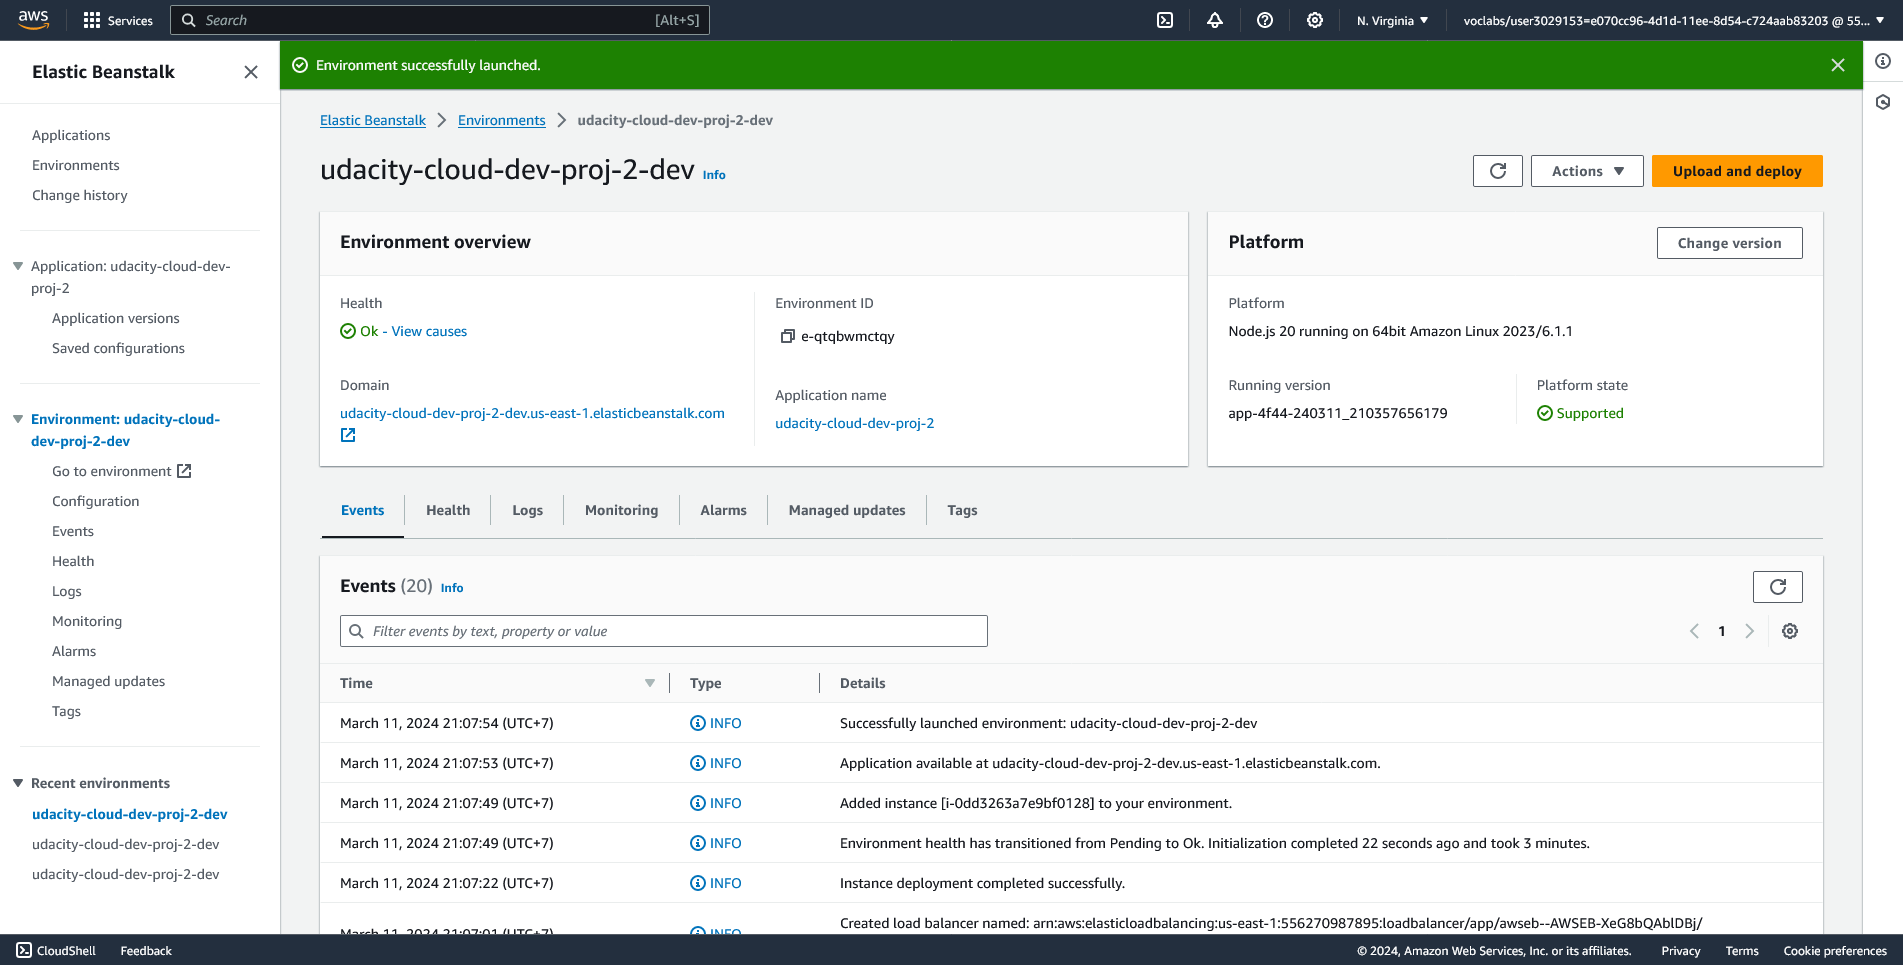 aws
Services
Search
[Alt+S]
N. Virginia
voclabs/user3029153=e070cc96-4d1d-11ee-8d54-c724aab83203 @ 55...
Elastic Beanstalk
Applications
Environments
Change history
Application: udacity-cloud-dev-
proj-2
Application versions
Saved configurations
Environment: udacity-cloud-
dev-proj-2-dev
Go to environment
Configuration
Events
Health
Logs
Monitoring
Alarms
Managed updates
Tags
Recent environments
udacity-cloud-dev-proj-2-dev
udacity-cloud-dev-proj-2-dev
udacity-cloud-dev-proj-2-dev
Environment successfully launched.
Elastic Beanstalk
Environments
udacity-cloud-dev-proj-2-dev
udacity-cloud-dev-proj-2-dev Info
Actions
Upload and deploy
Environment overview
Health
Ok - View causes
Domain
udacity-cloud-dev-proj-2-dev.us-east-1.elasticbeanstalk.com
Environment ID
e-qtqbwmctqy
Application name
udacity-cloud-dev-proj-2
Platform
Change version
Platform
Node.js 20 running on 64bit Amazon Linux 2023/6.1.1
Running version
app-4f44-240311_210357656179
Platform state
Supported
Events
Health
Logs
Monitoring
Alarms
Managed updates
Tags
Events (20) Info
Filter events by text, property or value
1
Time Type Details
March 11, 2024 21:07:54 (UTC+7) INFO Successfully launched environment: udacity-cloud-dev-proj-2-dev
March 11, 2024 21:07:53 (UTC+7) INFO Application available at udacity-cloud-dev-proj-2-dev.us-east-1.elasticbeanstalk.com.
March 11, 2024 21:07:49 (UTC+7) INFO Added instance [i-0dd3263a7e9bf0128] to your environment.
March 11, 2024 21:07:49 (UTC+7) INFO Environment health has transitioned from Pending to Ok. Initialization completed 22 seconds ago and took 3 minutes.
March 11, 2024 21:07:22 (UTC+7) INFO Instance deployment completed successfully.
Created load balancer named: arn:aws:elasticloadbalancing:us-east-1:556270987895:loadbalancer/app/awseb--AWSEB-XeG8bQAblDBj/
March 11, 2024 21:07:01 (UTC+7) INFO
CloudShell
Feedback
© 2024, Amazon Web Services, Inc. or its affiliates.
Privacy
Terms
Cookie preferences